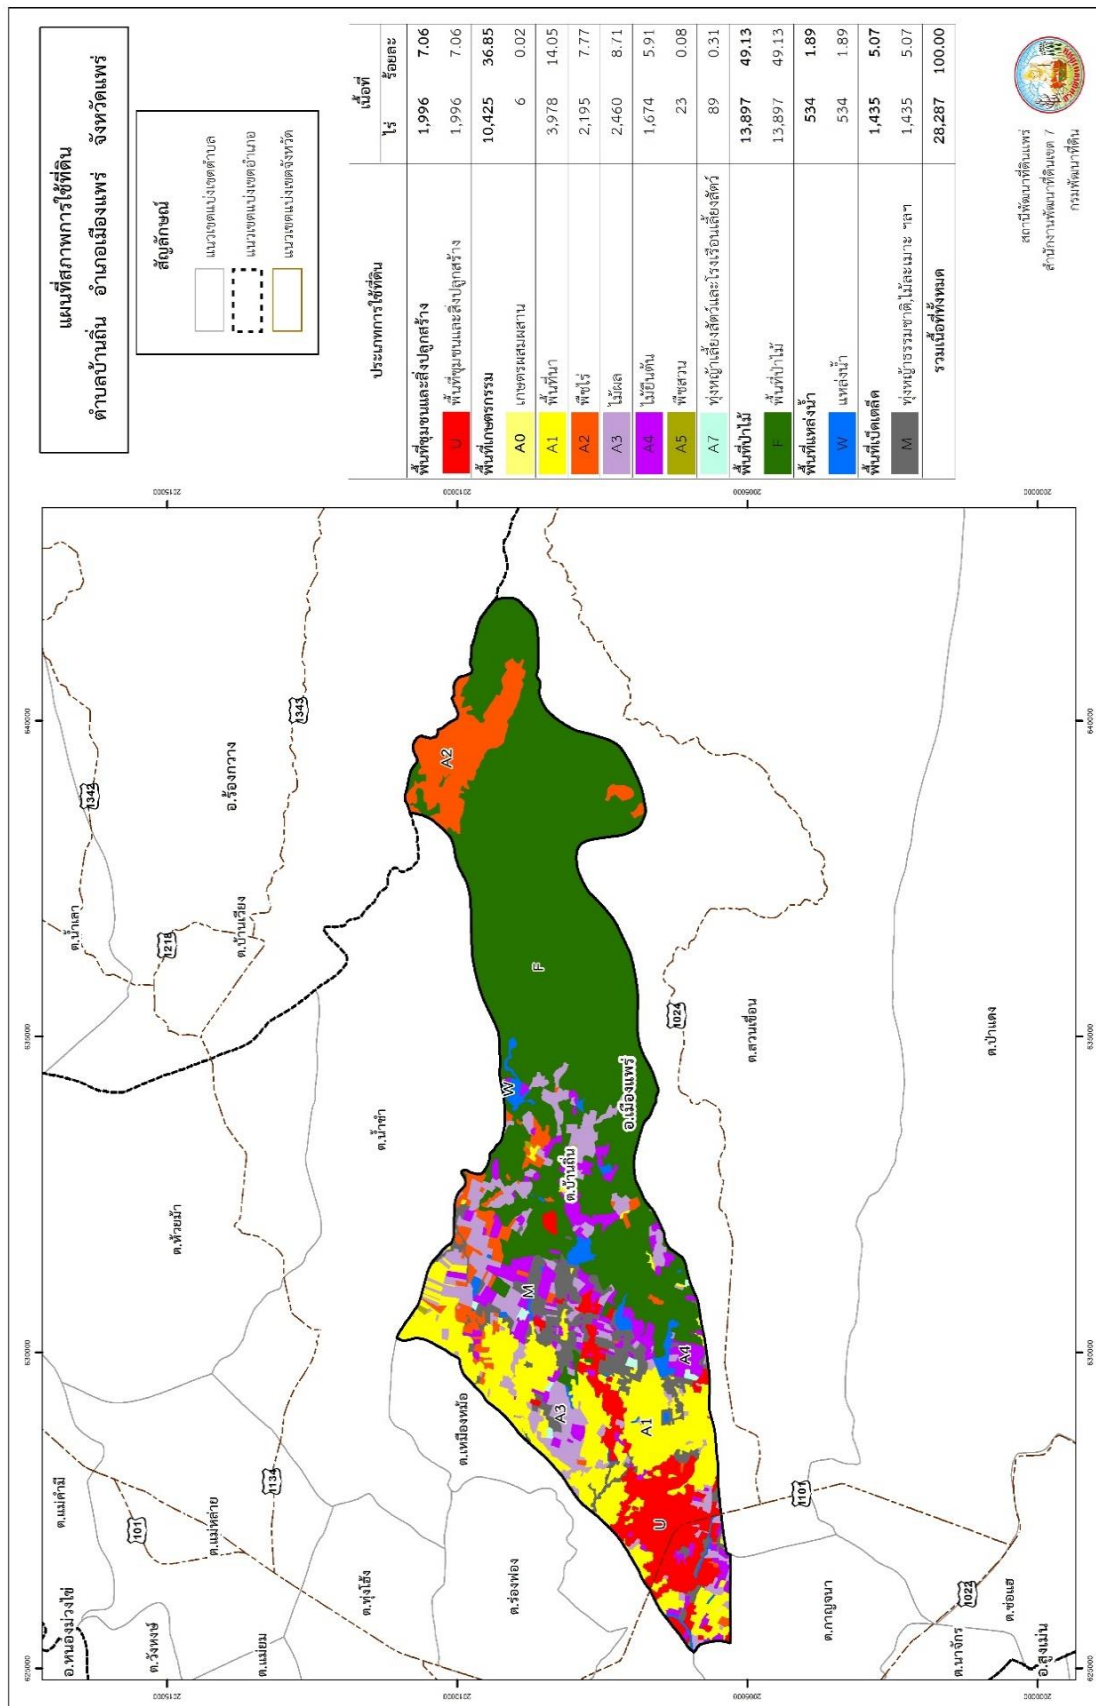 แผนที่สภาพการใช้ที่ดิน
ตำบลบ้านถิ่น อำเภอเมืองแพร่ จังหวัดแพร่
สัญลักษณ์
แนวเขตแบ่งเขตตำบล
แนวเขตแบ่งเขตอำเภอ
แนวเขตแบ่งเขตจังหวัด
ประเภทการใช้ที่ดิน เนื้อที่
ไร่ ร้อยละ
พื้นที่ชุมชนและสิ่งปลูกสร้าง 1,996 7.06
U พื้นที่ชุมชนและสิ่งปลูกสร้าง 1,996 7.06
พื้นที่เกษตรกรรม 10,425 36.85
A0 เกษตรผสมผสาน 6 0.02
A1 พื้นที่นา 3,978 14.05
A2 พืชไร่ 2,195 7.77
A3 ไม้ผล 2,460 8.71
A4 ไม้ยืนต้น 1,674 5.91
A5 พืชสวน 23 0.08
A7 ทุ่งหญ้าเลี้ยงสัตว์และโรงเรือนเลี้ยงสัตว์ 89 0.31
พื้นที่ป่าไม้ 13,897 49.13
F พื้นที่ป่าไม้ 13,897 49.13
พื้นที่แหล่งน้ำ 534 1.89
W แหล่งน้ำ 534 1.89
พื้นที่เบ็ดเตล็ด 1,435 5.07
M ทุ่งหญ้าธรรมชาติ,ไม้ละเมาะ ฯลฯ 1,435 5.07
รวมเนื้อที่ทั้งหมด 28,287 100.00
สถานีพัฒนาที่ดินแพร่
สำนักงานพัฒนาที่ดินเขต 7
กรมพัฒนาที่ดิน
625000 630000 635000 640000
2015000
2010000
2005000
2000000
อ.หนองม่วงไข่
ต.แม่คำมี
ต.น้ำเลา
1342
101
1218
ต.วังหงษ์
ต.แม่หล่าย
ต.ห้วยม้า
ต.บ้านเวียง
อ.ร้องกวาง
1134
1343
ต.แม่ยม
ต.ทุ่งโฮ้ง
ต.น้ำชำ
ต.เหมืองหม้อ
A2
ต.ร่องฟอง
W
M
F
A3
ต.บ้านถิ่น
อ.เมืองแพร่
A1
A4
U
1024
ต.สวนเขื่อน
101
ต.กาญจนา
1022
ต.นาจักร
ต.ช่อแฮ
ต.ป่าแดง
อ.สูงเม่น
625000 630000 635000 640000
2015000
2010000
2005000
2000000